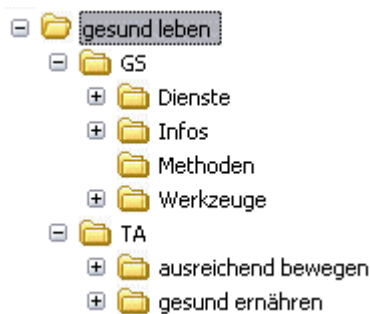 gesund leben
GS
Dienste
Infos
Methoden
Werkzeuge
TA
ausreichend bewegen
gesund ernähren